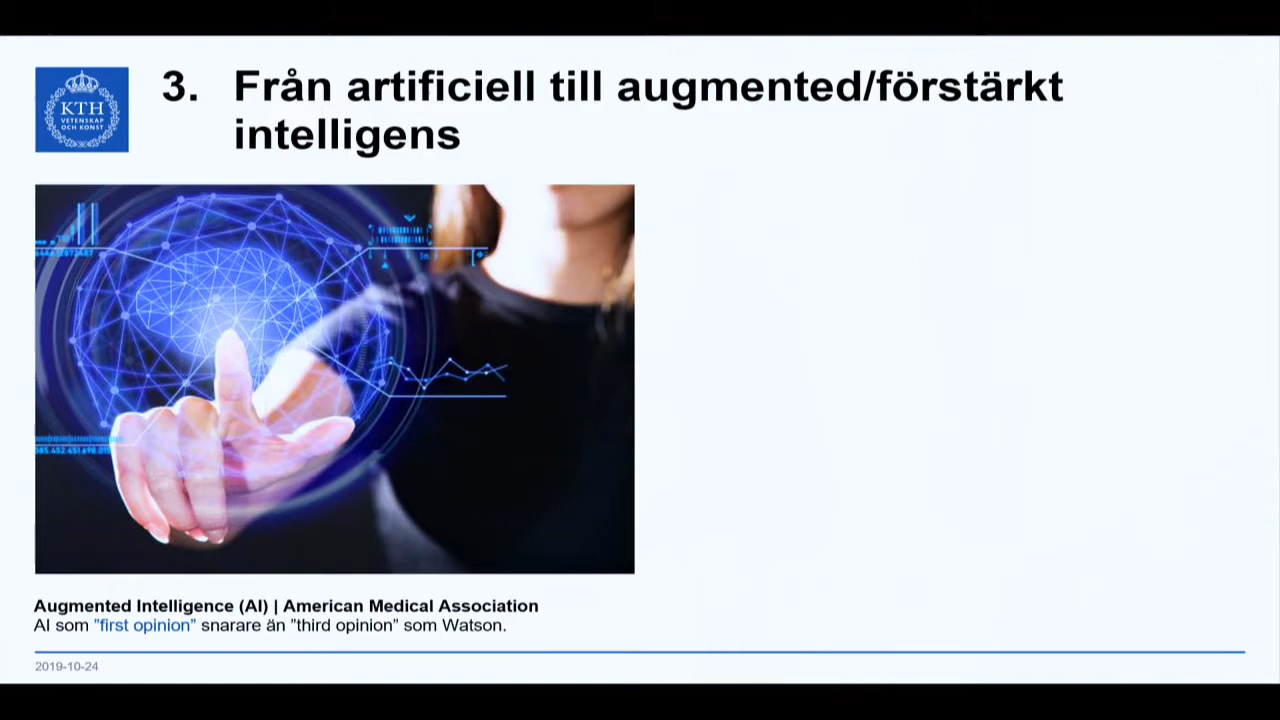 KTH
VETENSKAP
OCH KONST
3. Från artificiell till augmented/förstärkt
intelligens
Augmented Intelligence (AI) | American Medical Association
AI som ”first opinion” snarare än ”third opinion” som Watson.
2019-10-24